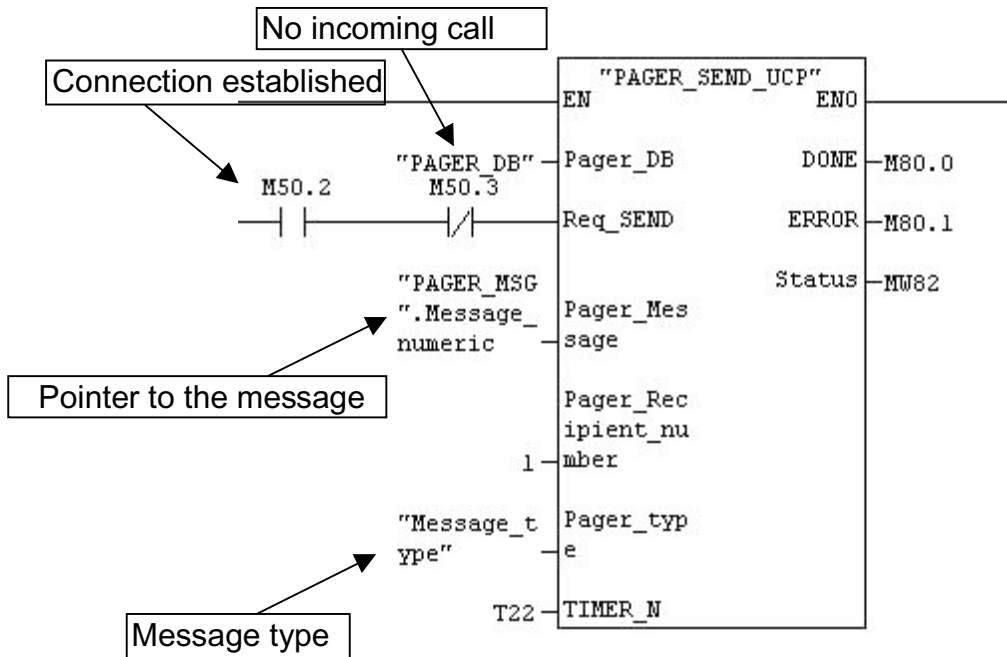 No incoming call
Connection established
"PAGER_SEND_UCP"
EN
ENO
"PAGER_DB"
Pager_DB
DONE
M80.0
M50.2
M50.3
Req_SEND
ERROR
M80.1
"PAGER_MSG
".Message_
numeric
Pager_Mes
sage
Status
MW82
Pointer to the message
Pager_Rec
ipient_nu
mber
1
"Message_t
ype"
Pager_typ
e
T22
TIMER_N
Message type